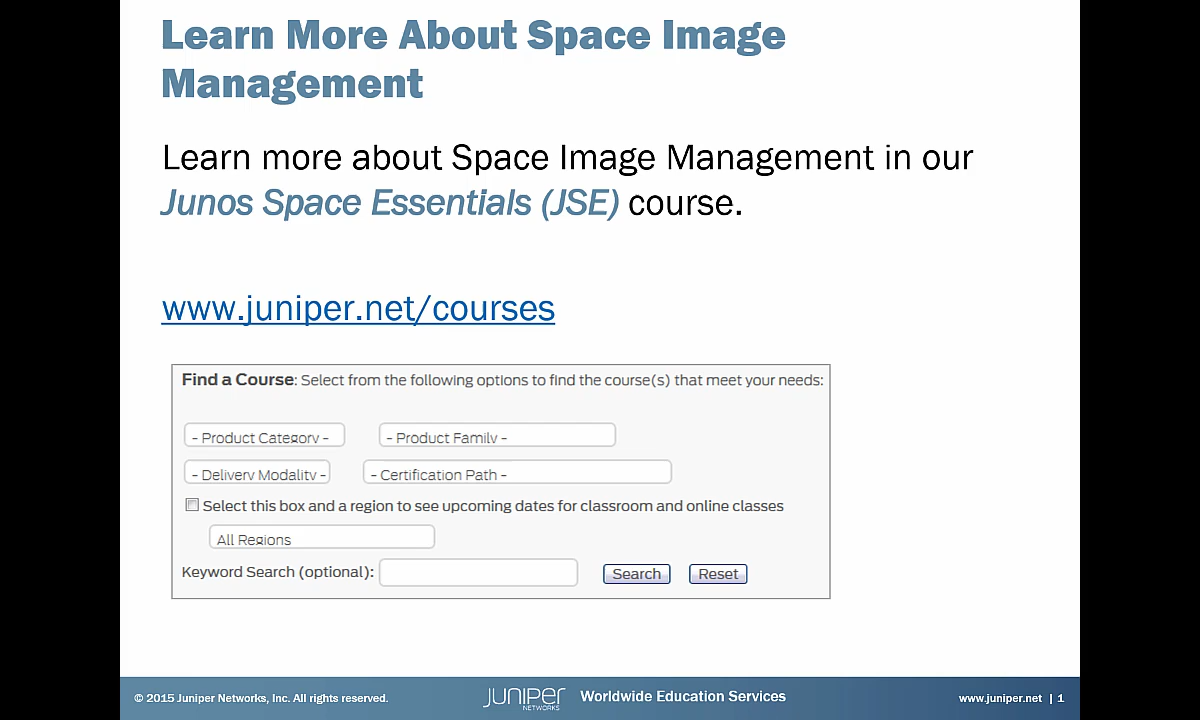 Learn More About Space Image
Management
Learn more about Space Image Management in our
Junos Space Essentials (JSE) course.
www.juniper.net/courses
Find a Course: Select from the following options to find the course(s) that meet your needs:
- Product Category - - Product Family -
- Delivery Modality - - Certification Path -
Select this box and a region to see upcoming dates for classroom and online classes
All Regions
Keyword Search (optional): Search Reset
© 2015 Juniper Networks, Inc. All rights reserved. JUNIPER NETWORKS Worldwide Education Services www.juniper.net | 1